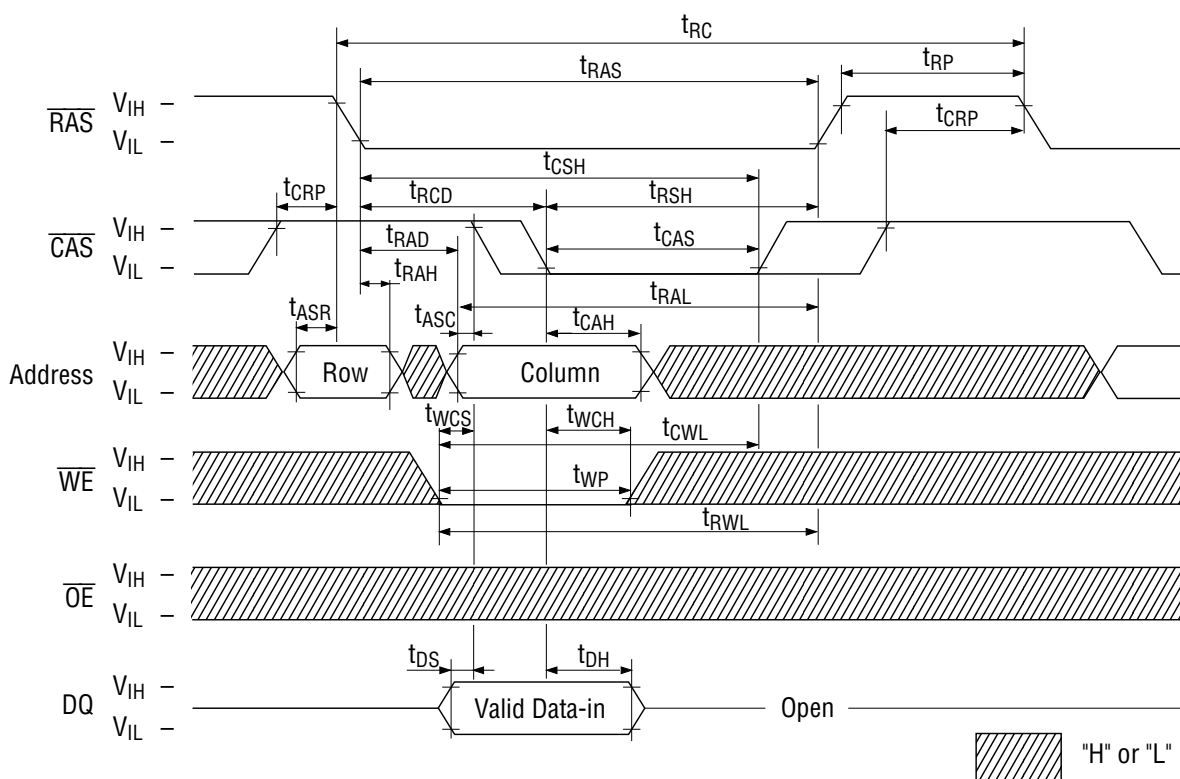 tRC
tRAS
tRP
RAS
VIH
VIL
tCRP
tCSH
tCRP
tRCD
tRSH
CAS
VIH
VIL
tRAD
tCAS
tRAH
tRAL
tASR
tASC
tCAH
Address
VIH
VIL
Row
Column
tWCS
tWCH
tCWL
WE
VIH
VIL
tWP
tRWL
OE
VIH
VIL
tDS
tDH
DQ
VIH
VIL
Valid Data-in
Open
"H" or "L"